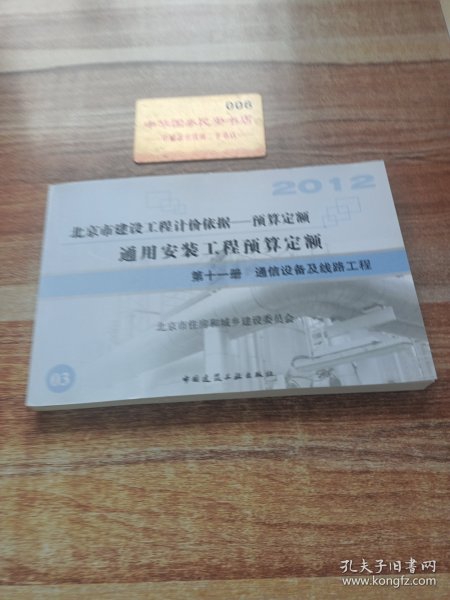 006
2012
北京市建设工程计价依据——预算定额
通用安装工程预算定额
第十一册 通信设备及线路工程
北京市住房和城乡建设委员会
03
中国建筑工业出版社
孔夫子旧书网
www.kongfz.com